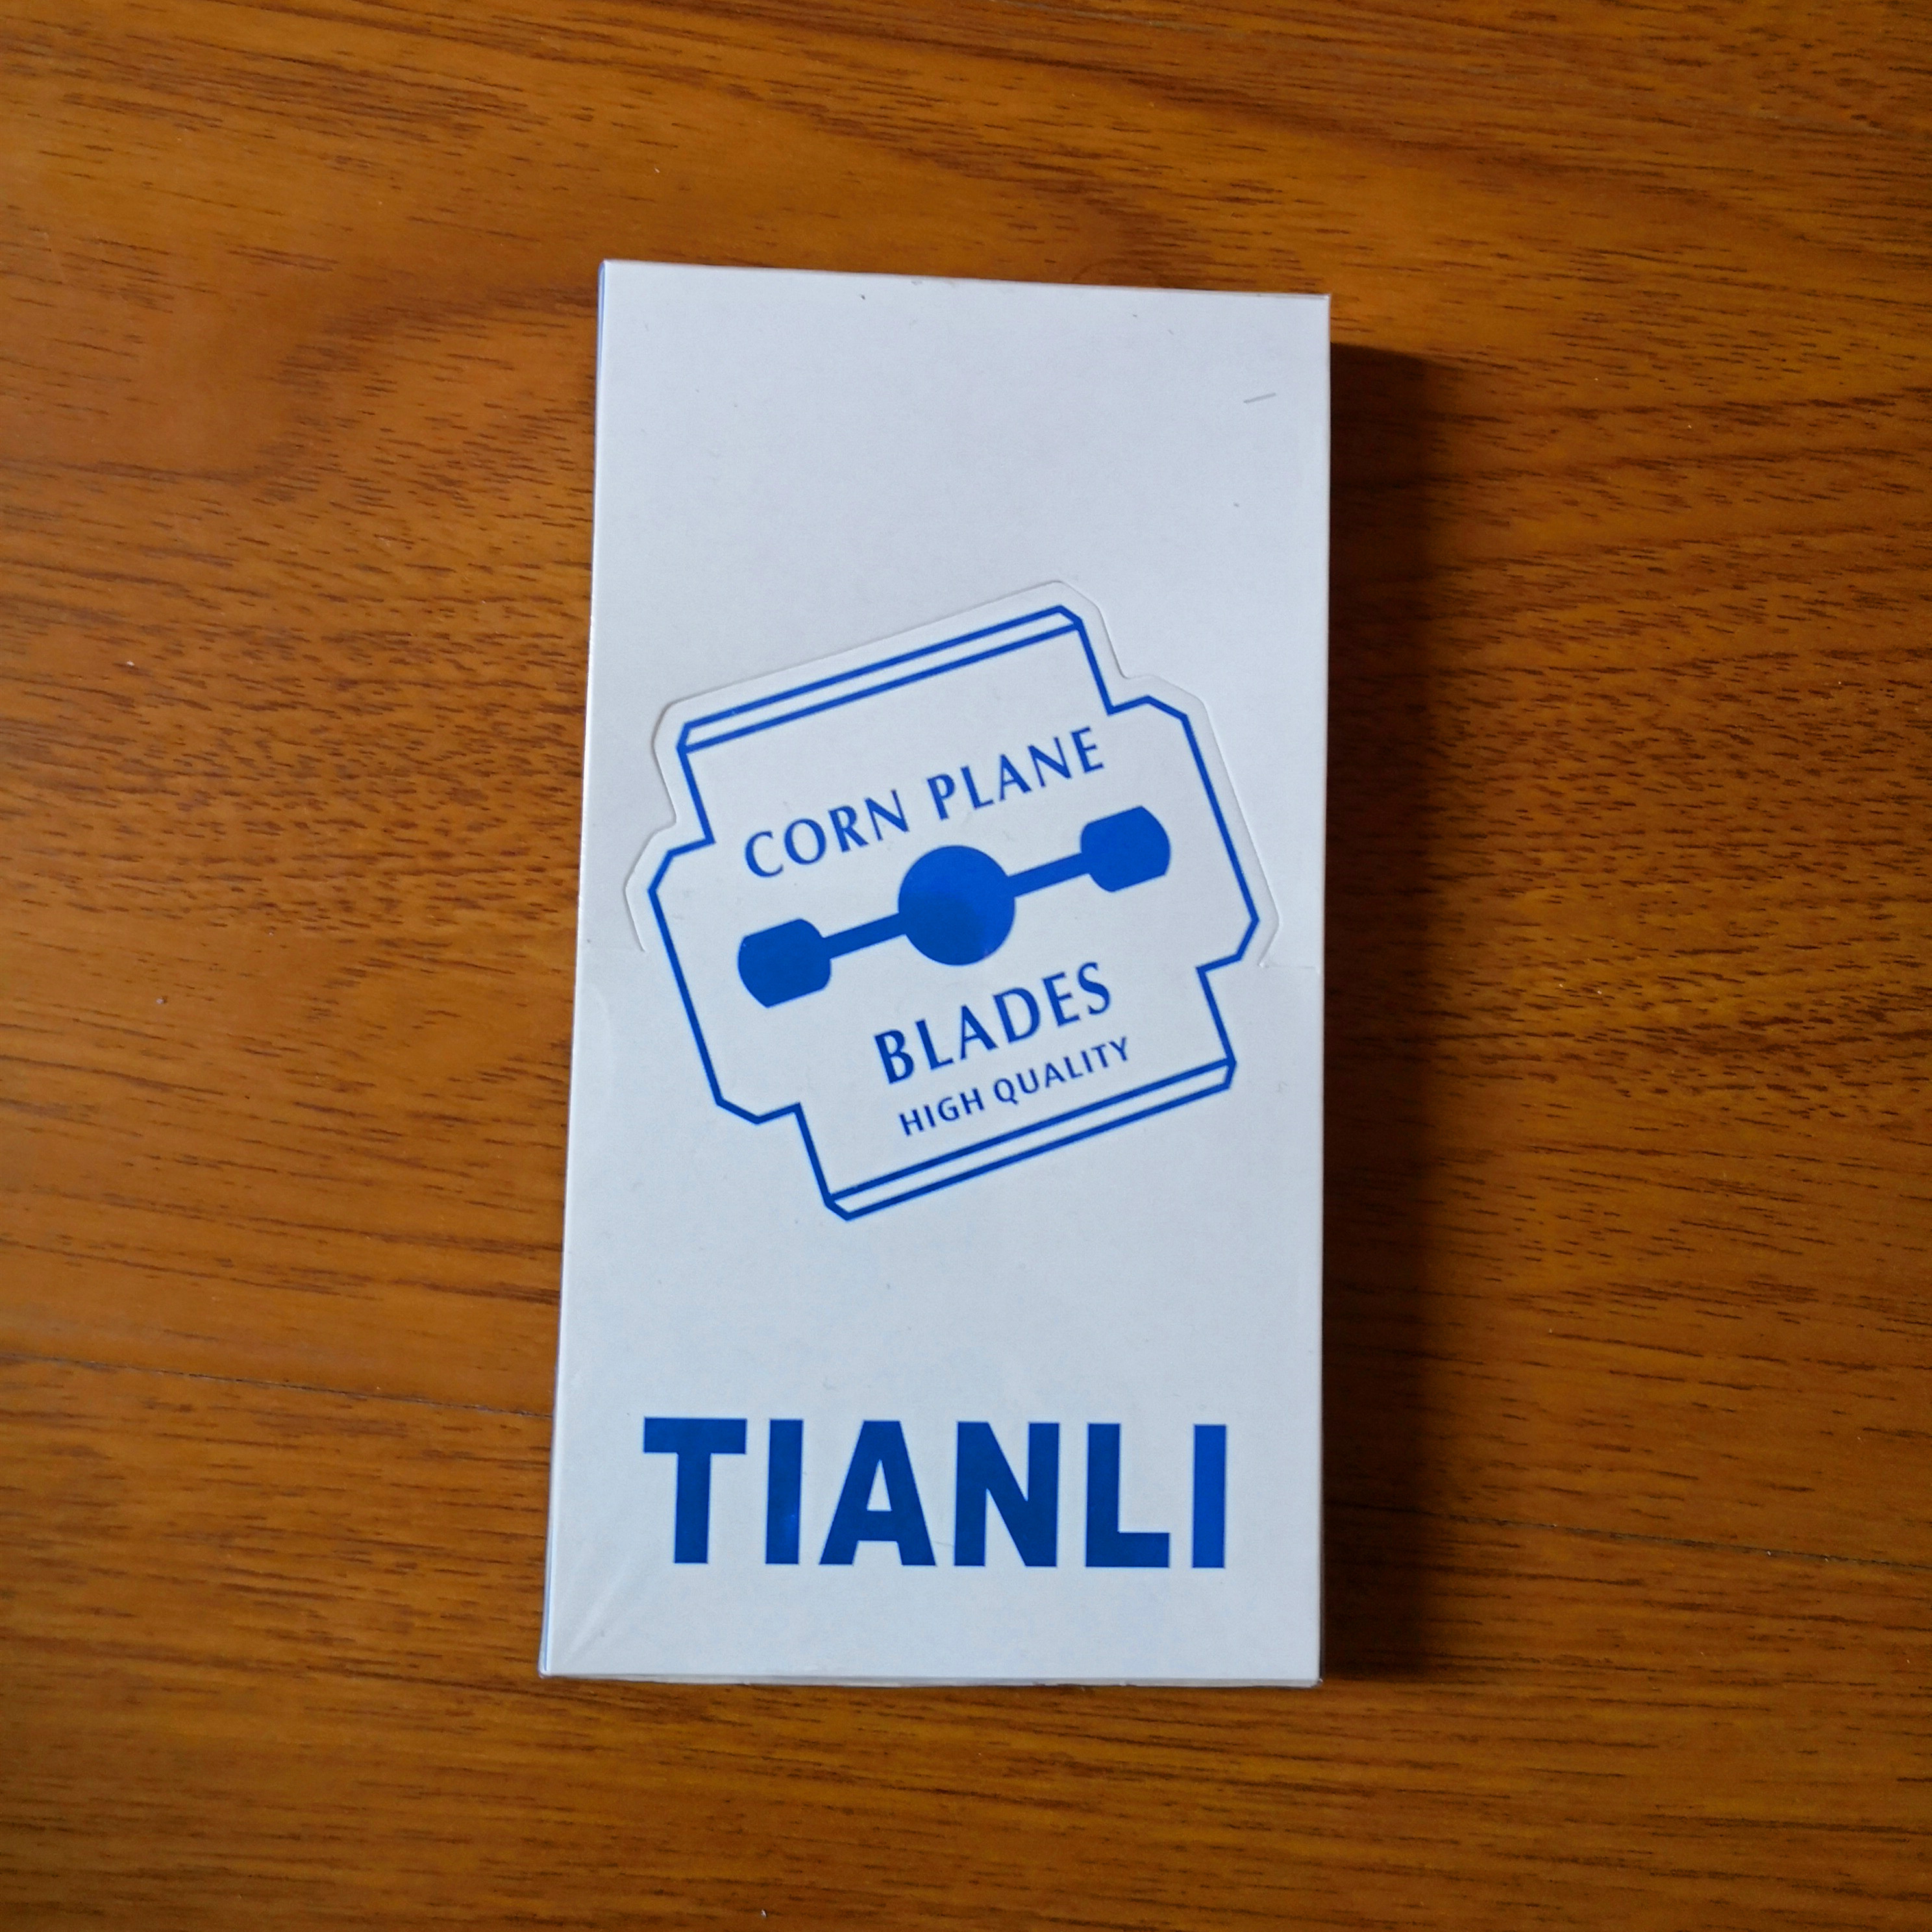 CORN PLANE
BLADES
HIGH QUALITY
TIANLI